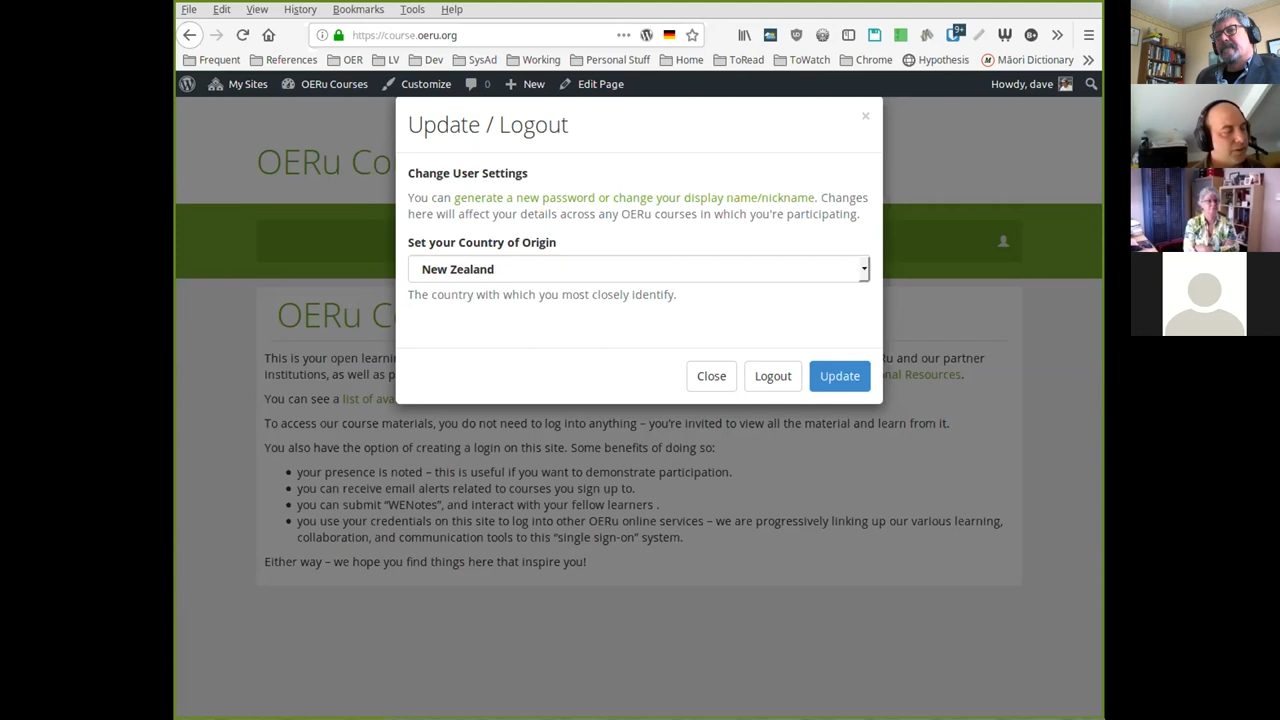 File Edit View History Bookmarks Tools Help
https://course.oeru.org
9+
Frequent References OER LV Dev SysAd Working Personal Stuff Home ToRead ToWatch Chrome Hypothesis Māori Dictionary
My Sites OERu Courses Customize 0 New Edit Page Howdy, dave
Update / Logout ×
OERu Co
Change User Settings
You can generate a new password or change your display name/nickname. Changes
here will affect your details across any OERu courses in which you're participating.
Set your Country of Origin
New Zealand
The country with which you most closely identify.
OERu C
This is your open learni u and our partner
institutions, as well as p nal Resources.
Close Logout Update
You can see a list of ava
To access our course materials, you do not need to log into anything – you're invited to view all the material and learn from it.
You also have the option of creating a login on this site. Some benefits of doing so:
your presence is noted – this is useful if you want to demonstrate participation.
you can receive email alerts related to courses you sign up to.
you can submit “WENotes”, and interact with your fellow learners .
you use your credentials on this site to log into other OERu online services – we are progressively linking up our various learning,
collaboration, and communication tools to this “single sign-on” system.
Either way – we hope you find things here that inspire you!